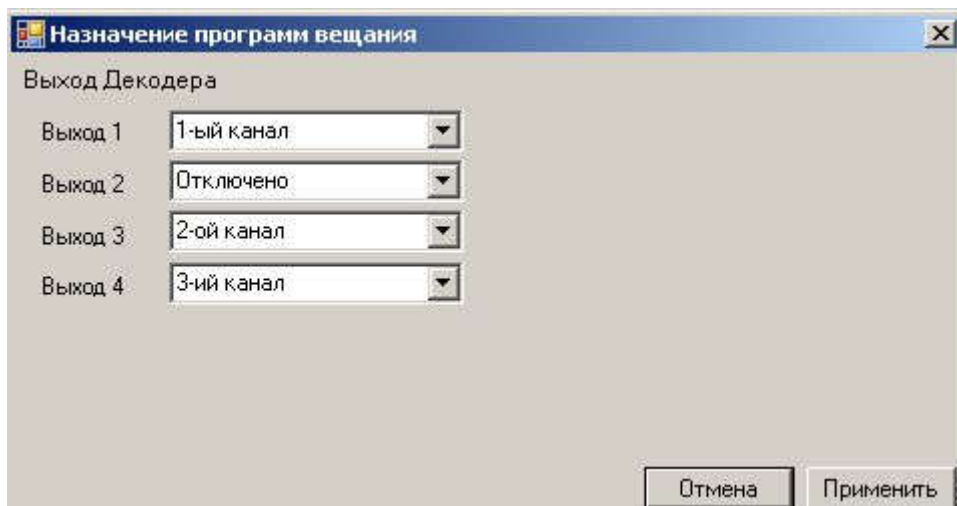 Назначение программ вещания
Выход Декодера
Выход 1 1-ый канал
Выход 2 Отключено
Выход 3 2-ой канал
Выход 4 3-ий канал
Отмена Применить